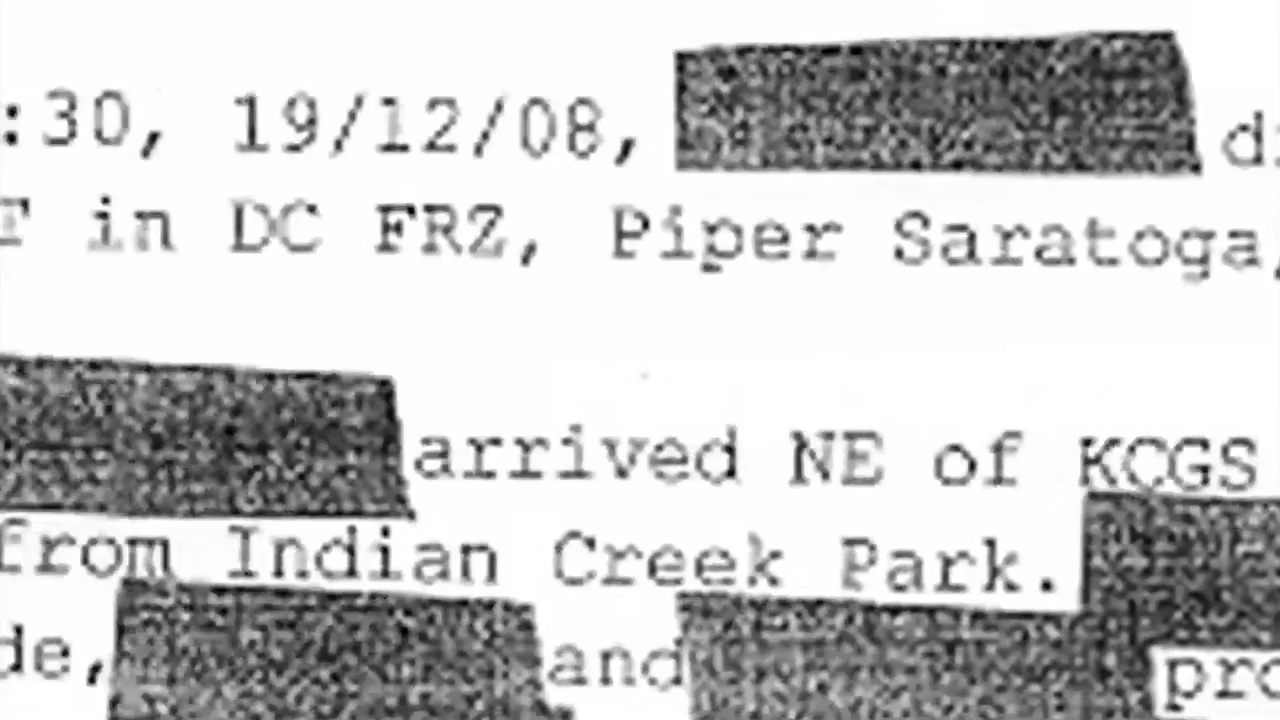 :30, 19/12/08,
in DC FRZ, Piper Saratoga,
arrived NE of KCGS
from Indian Creek Park.
de, and